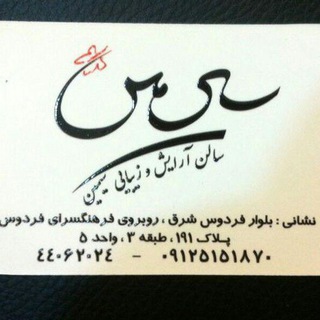 سیمین
سالن آرایش و زیبایی سیمین
نشانی : بلوار فردوس شرق ، روبروی فرهنگسرای فردوس
پلاک ۱۹۱، طبقه ۳، واحد ۵
۴۴۰۶۲۰۲۴ - ۰۹۱۲۵۱۵۱۸۷۰